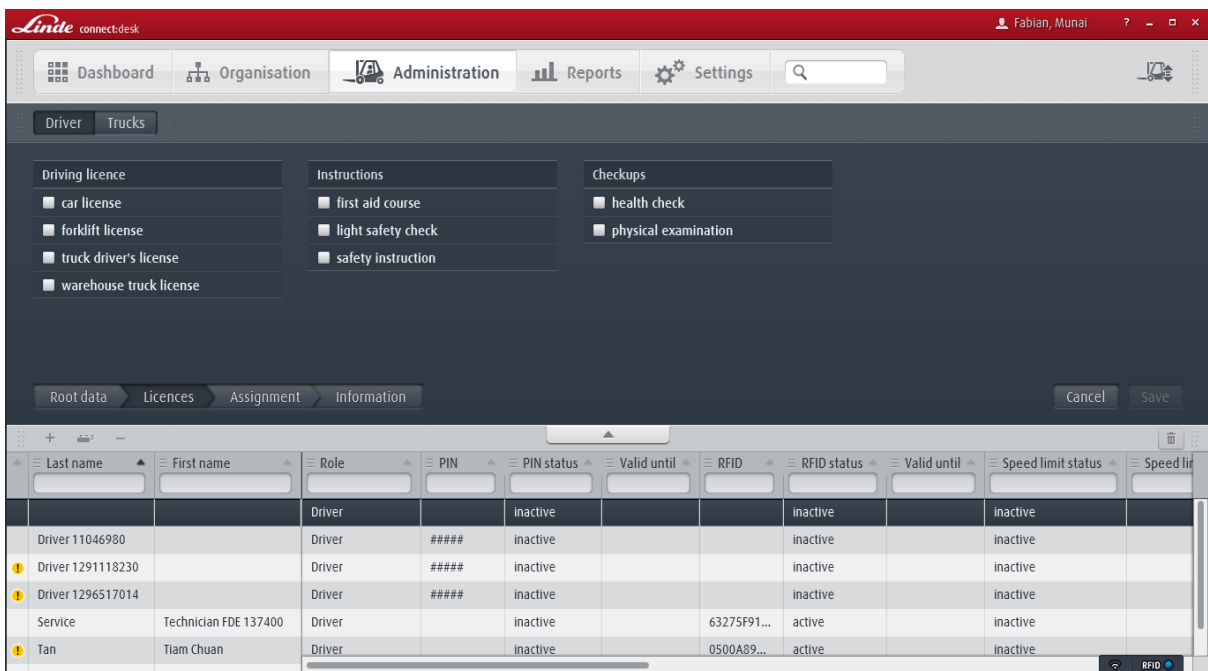 Linde connect:desk Fabian, Munai ?
Dashboard Organisation Administration Reports Settings
Driver Trucks
Driving licence Instructions Checkups
car license first aid course health check
forklift license light safety check physical examination
truck driver's license safety instruction
warehouse truck license
Root data Licences Assignment Information Cancel Save
Last name First name Role PIN PIN status Valid until RFID RFID status Valid until Speed limit status Speed lir
Driver inactive inactive inactive
Driver 11046980 Driver ##### inactive inactive inactive
Driver 1291118230 Driver ##### inactive inactive inactive
Driver 1296517014 Driver ##### inactive inactive inactive
Service Technician FDE 137400 Driver inactive 63275F91... active inactive
Tan Tiam Chuan Driver inactive 0500A89... active inactive
RFID